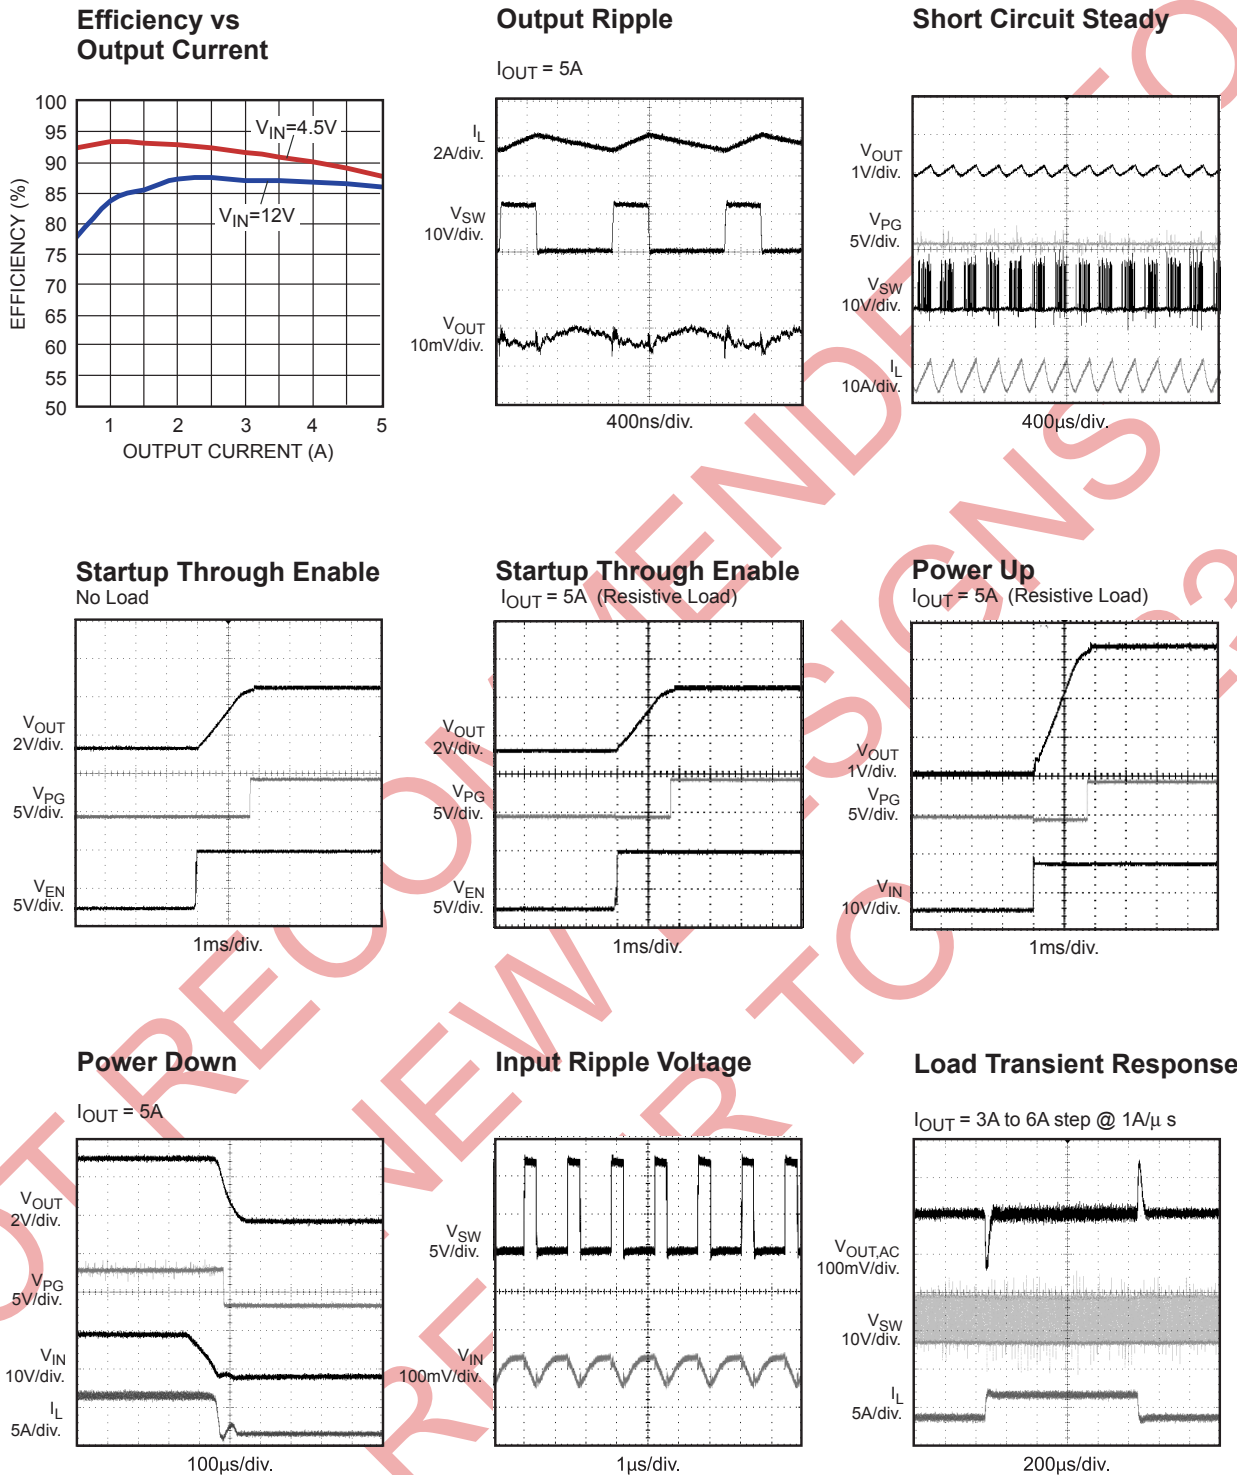 Efficiency vs
Output Current
100
95
90
85
80
75
70
65
60
55
50
EFFICIENCY (%)
VIN=4.5V
VIN=12V
1 2 3 4 5
OUTPUT CURRENT (A)
Output Ripple
IOUT = 5A
IL
2A/div.
VSW
10V/div.
VOUT
10mV/div.
400ns/div.
Short Circuit Steady
VOUT
1V/div.
VPG
5V/div.
VSW
10V/div.
IL
10A/div.
400µs/div.
Startup Through Enable
No Load
VOUT
2V/div.
VPG
5V/div.
VEN
5V/div.
1ms/div.
Startup Through Enable
IOUT = 5A (Resistive Load)
VOUT
2V/div.
VPG
5V/div.
VEN
5V/div.
1ms/div.
Power Up
IOUT = 5A (Resistive Load)
VOUT
1V/div.
VPG
5V/div.
VIN
10V/div.
1ms/div.
Power Down
IOUT = 5A
VOUT
2V/div.
VPG
5V/div.
VIN
10V/div.
IL
5A/div.
100µs/div.
Input Ripple Voltage
VSW
5V/div.
VIN
100mV/div.
1µs/div.
Load Transient Response
IOUT = 3A to 6A step @ 1A/µ s
VOUT,AC
100mV/div.
VSW
10V/div.
IL
5A/div.
200µs/div.
OT RECOMMENDED FO
NEW DESIGNS
REFER TO